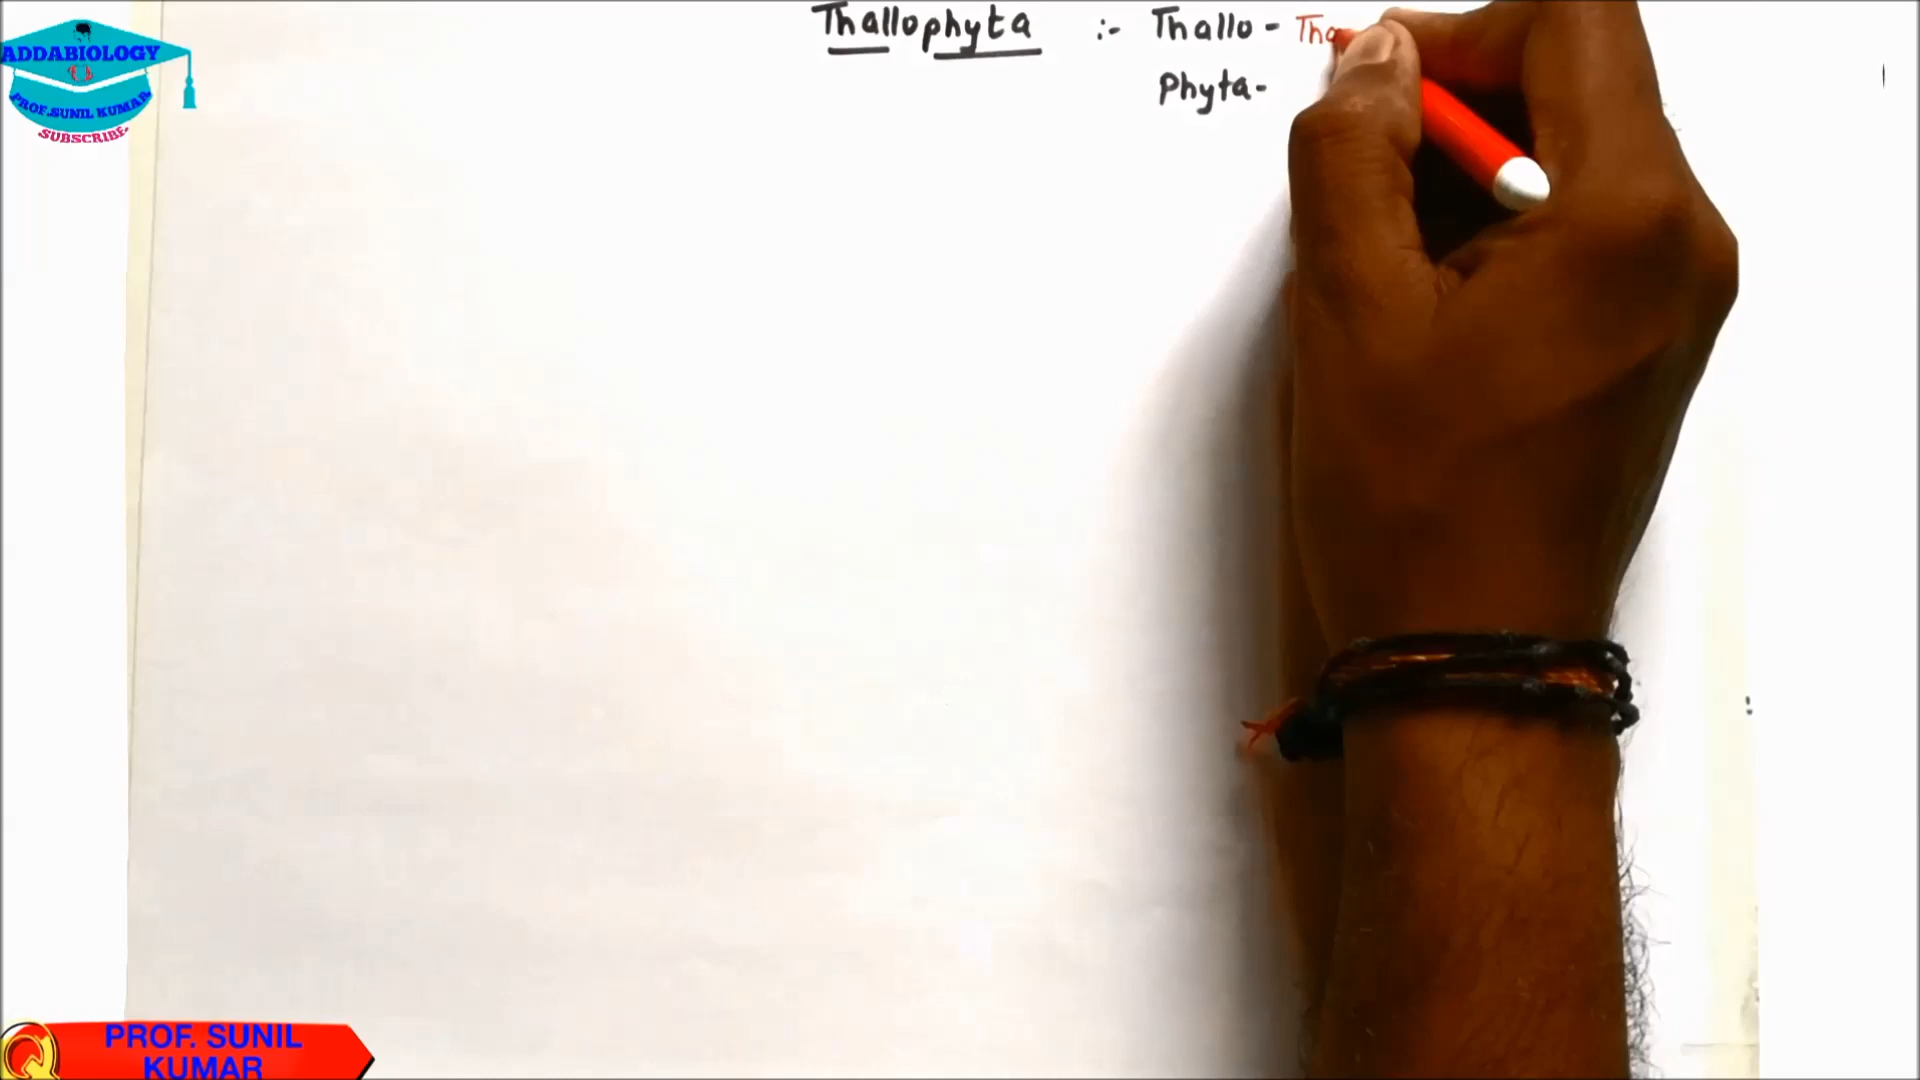 Thallophyta :- Thallo - Tha
Phyta-
ADDABIOLOGY
PROF.SUNIL KUMAR
SUBSCRIBE
PROF. SUNIL
KUMAR